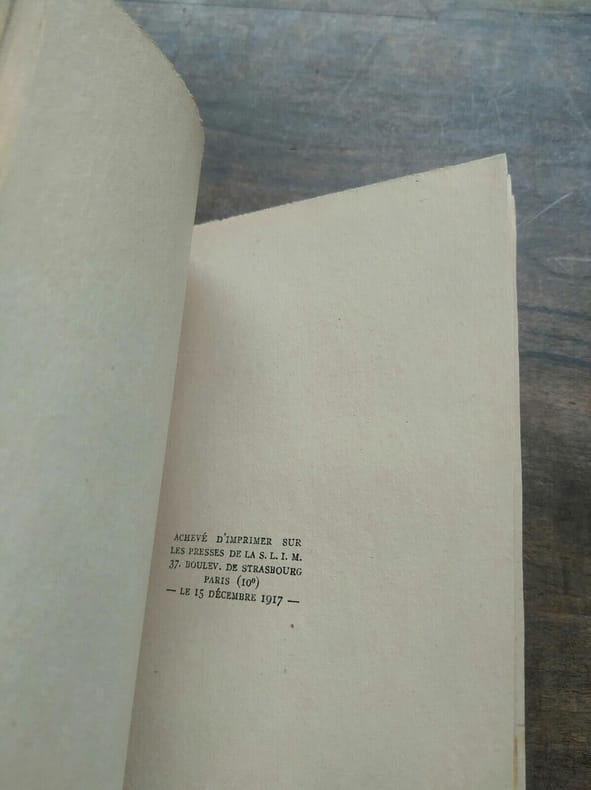 ACHEVÉ D'IMPRIMER SUR
LES PRESSES DE LA S. L. I. M.
37. BOULEV. DE STRASBOURG
PARIS (10e)
— LE 15 DÉCEMBRE 1917 —